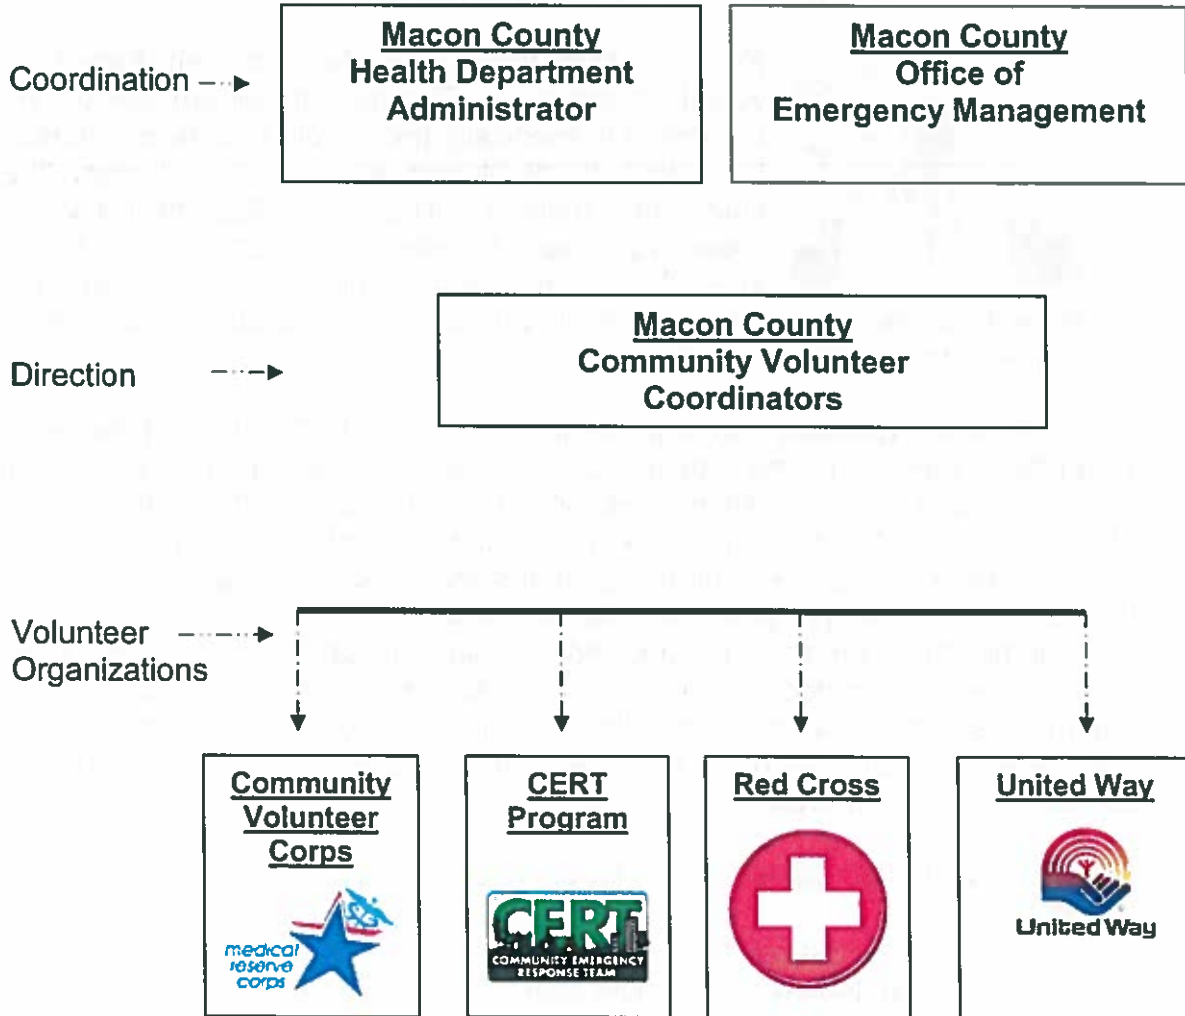 Coordination
Macon County
Health Department
Administrator
Macon County
Office of
Emergency Management
Direction
Macon County
Community Volunteer
Coordinators
Volunteer
Organizations
Community
Volunteer
Corps
medical
reserve
corps
CERT
Program
CERT
COMMUNITY EMERGENCY
RESPONSE TEAM
Red Cross
United Way
United Way